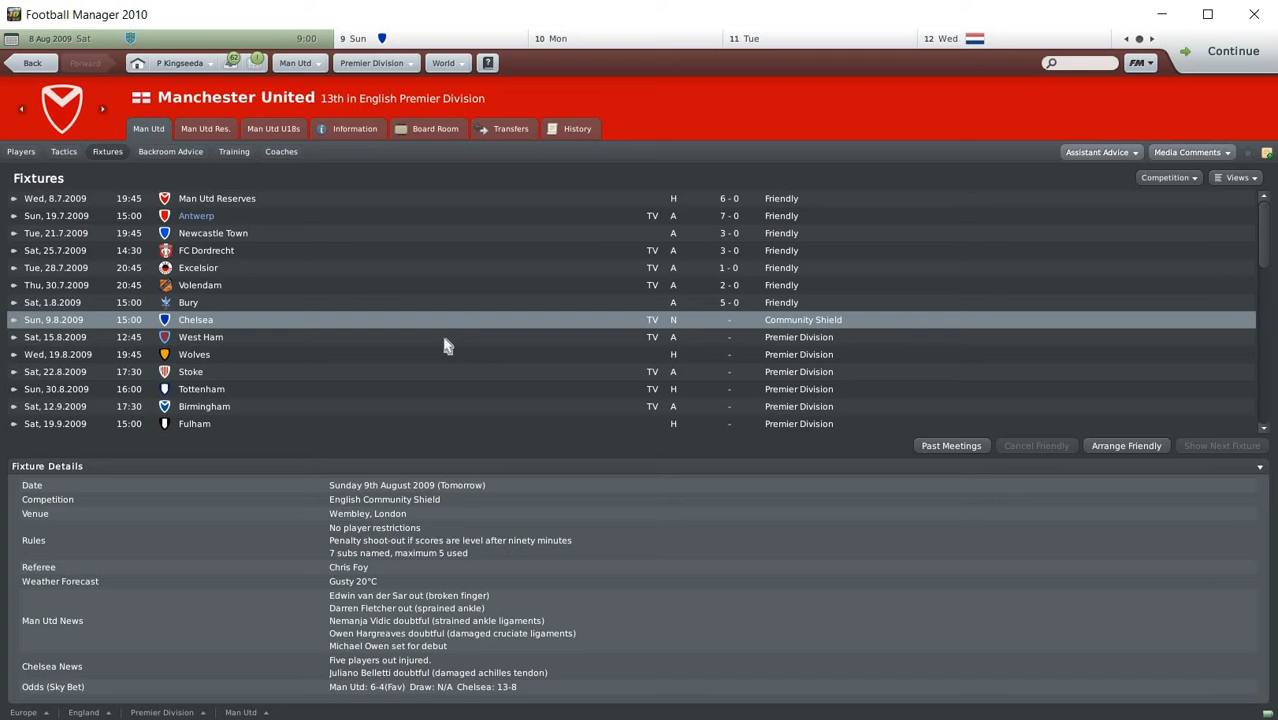 Football Manager 2010
8 Aug 2009 Sat 9:00 9 Sun 10 Mon 11 Tue 12 Wed Continue
Back Forward P Kingseeda 62 ! Man Utd Premier Division World ? FM
Manchester United 13th in English Premier Division
Man Utd Man Utd Res. Man Utd U18s Information Board Room Transfers History
Players Tactics Fixtures Backroom Advice Training Coaches Assistant Advice Media Comments
Fixtures Competition Views
Wed, 8.7.2009 19:45 Man Utd Reserves H 6 - 0 Friendly
Sun, 19.7.2009 15:00 Antwerp TV A 7 - 0 Friendly
Tue, 21.7.2009 19:45 Newcastle Town A 3 - 0 Friendly
Sat, 25.7.2009 14:30 FC Dordrecht TV A 3 - 0 Friendly
Tue, 28.7.2009 20:45 Excelsior TV A 1 - 0 Friendly
Thu, 30.7.2009 20:45 Volendam TV A 2 - 0 Friendly
Sat, 1.8.2009 15:00 Bury A 5 - 0 Friendly
Sun, 9.8.2009 15:00 Chelsea TV N - Community Shield
Sat, 15.8.2009 12:45 West Ham TV A - Premier Division
Wed, 19.8.2009 19:45 Wolves H - Premier Division
Sat, 22.8.2009 17:30 Stoke TV A - Premier Division
Sun, 30.8.2009 16:00 Tottenham TV H - Premier Division
Sat, 12.9.2009 17:30 Birmingham TV A - Premier Division
Sat, 19.9.2009 15:00 Fulham H - Premier Division
Past Meetings Cancel Friendly Arrange Friendly Show Next Fixture
Fixture Details
Date Sunday 9th August 2009 (Tomorrow)
Competition English Community Shield
Venue Wembley, London
No player restrictions
Rules Penalty shoot-out if scores are level after ninety minutes
7 subs named, maximum 5 used
Referee Chris Foy
Weather Forecast Gusty 20°C
Edwin van der Sar out (broken finger)
Darren Fletcher out (sprained ankle)
Man Utd News Nemanja Vidic doubtful (strained ankle ligaments)
Owen Hargreaves doubtful (damaged cruciate ligaments)
Michael Owen set for debut
Chelsea News Five players out injured.
Juliano Belletti doubtful (damaged achilles tendon)
Odds (Sky Bet) Man Utd: 6-4(Fav) Draw: N/A Chelsea: 13-8
Europe England Premier Division Man Utd